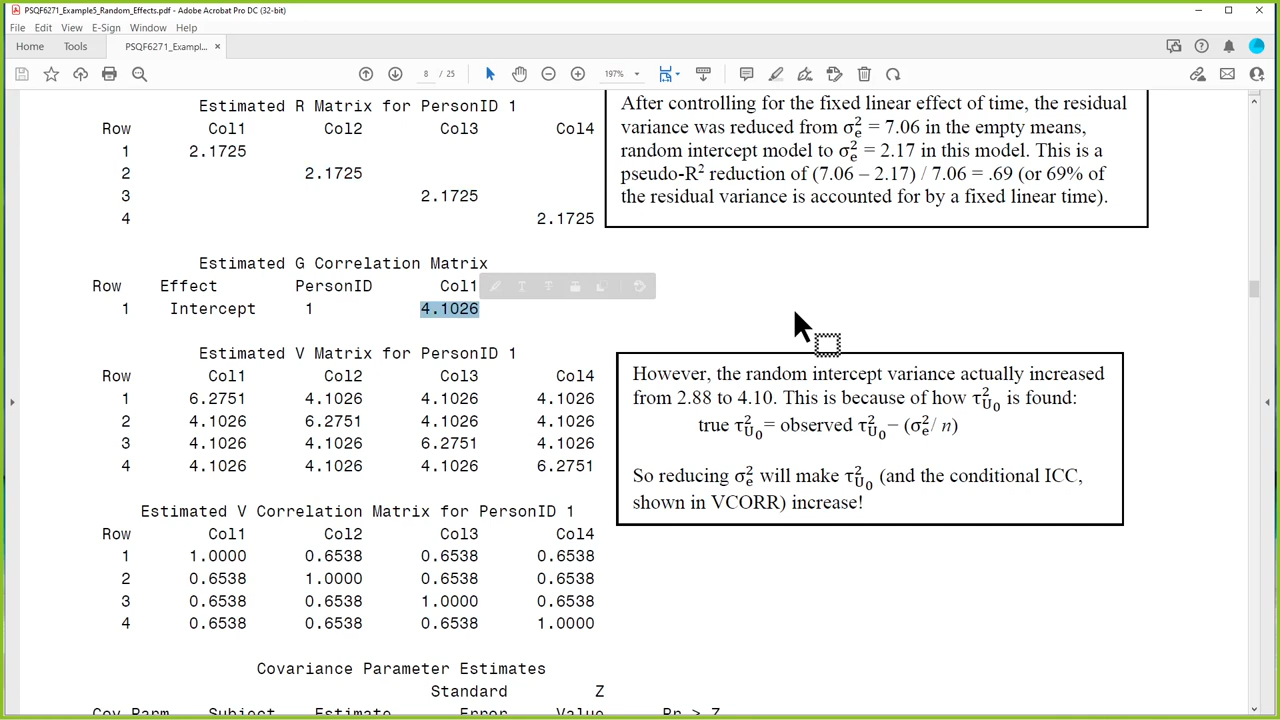 PSQF6271_Example5_Random_Effects.pdf - Adobe Acrobat Pro DC (32-bit)
File Edit View E-Sign Window Help
Home Tools PSQF6271_Exampl... ×
8 / 25 197%
Estimated R Matrix for PersonID 1
Row Col1 Col2 Col3 Col4
1 2.1725
2 2.1725
3 2.1725
4 2.1725
After controlling for the fixed linear effect of time, the residual
variance was reduced from σ²e = 7.06 in the empty means,
random intercept model to σ²e = 2.17 in this model. This is a
pseudo-R² reduction of (7.06 – 2.17) / 7.06 = .69 (or 69% of
the residual variance is accounted for by a fixed linear time).
Estimated G Correlation Matrix
Row Effect PersonID Col1
1 Intercept 1 4.1026
Estimated V Matrix for PersonID 1
Row Col1 Col2 Col3 Col4
1 6.2751 4.1026 4.1026 4.1026
2 4.1026 6.2751 4.1026 4.1026
3 4.1026 4.1026 6.2751 4.1026
4 4.1026 4.1026 4.1026 6.2751
However, the random intercept variance actually increased
from 2.88 to 4.10. This is because of how τ²U₀ is found:
true τ²U₀= observed τ²U₀− (σ²e/ n)
So reducing σ²e will make τ²U₀ (and the conditional ICC,
shown in VCORR) increase!
Estimated V Correlation Matrix for PersonID 1
Row Col1 Col2 Col3 Col4
1 1.0000 0.6538 0.6538 0.6538
2 0.6538 1.0000 0.6538 0.6538
3 0.6538 0.6538 1.0000 0.6538
4 0.6538 0.6538 0.6538 1.0000
Covariance Parameter Estimates
Standard Z
Cov Parm Subject Estimate Error Value Pr > Z